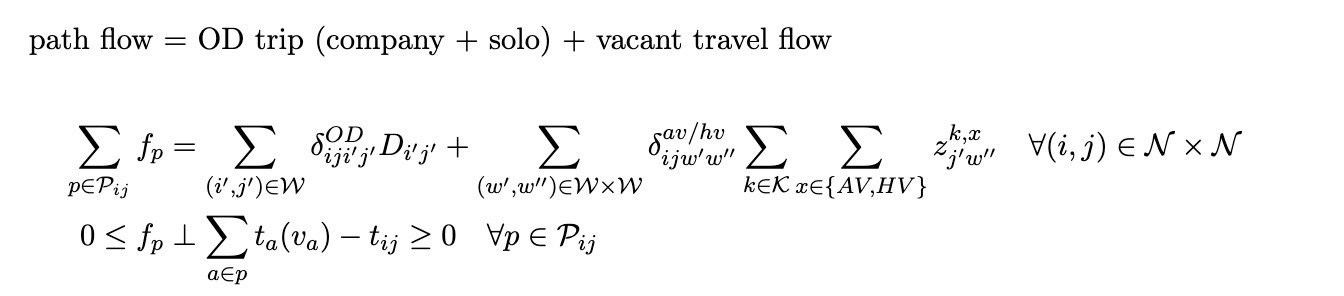 path flow = OD trip (company + solo) + vacant travel flow
∑_{p∈𝒫_{ij}} f_p = ∑_{(i′,j′)∈𝒲} δ^{OD}_{iji′j′} D_{i′j′} + ∑_{(w′,w″)∈𝒲×𝒲} δ^{av/hv}_{ijw′w″} ∑_{k∈𝒦} ∑_{x∈{AV,HV}} z^{k,x}_{j′w″} ∀(i, j) ∈ 𝒩 × 𝒩
0 ≤ f_p ⊥ ∑_{a∈p} t_a(v_a) − t_{ij} ≥ 0 ∀p ∈ 𝒫_{ij}